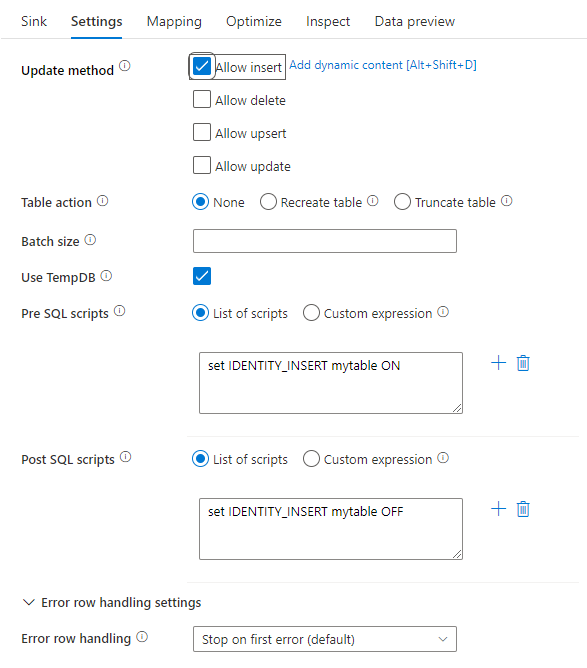 Sink Settings Mapping Optimize Inspect Data preview
Update method Allow insert Add dynamic content [Alt+Shift+D]
Allow delete
Allow upsert
Allow update
Table action None Recreate table Truncate table
Batch size
Use TempDB
Pre SQL scripts List of scripts Custom expression
set IDENTITY_INSERT mytable ON
Post SQL scripts List of scripts Custom expression
set IDENTITY_INSERT mytable OFF
Error row handling settings
Error row handling Stop on first error (default)